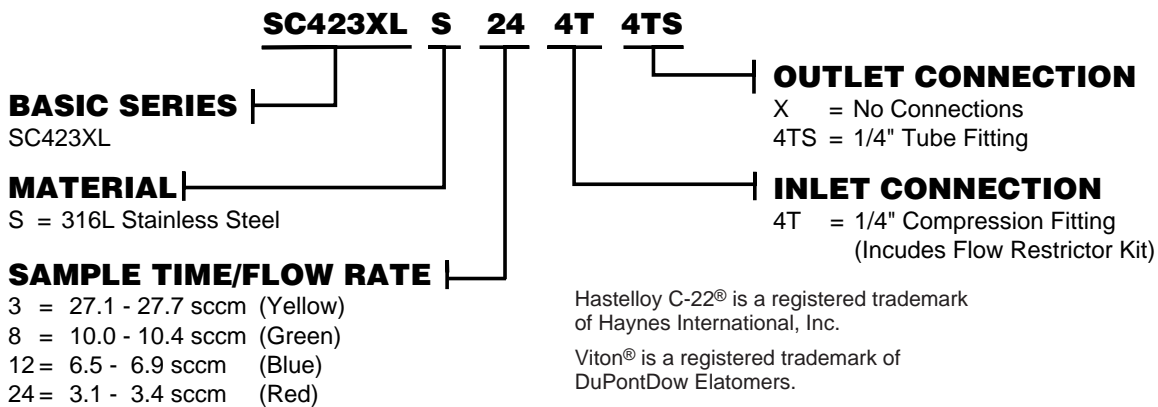 SC423XL S 24 4T 4TS
BASIC SERIES
SC423XL
MATERIAL
S = 316L Stainless Steel
SAMPLE TIME/FLOW RATE
3 = 27.1 - 27.7 sccm (Yellow)
8 = 10.0 - 10.4 sccm (Green)
12 = 6.5 - 6.9 sccm (Blue)
24 = 3.1 - 3.4 sccm (Red)
OUTLET CONNECTION
X = No Connections
4TS = 1/4" Tube Fitting
INLET CONNECTION
4T = 1/4" Compression Fitting
(Incudes Flow Restrictor Kit)
Hastelloy C-22® is a registered trademark
of Haynes International, Inc.
Viton® is a registered trademark of
DuPontDow Elatomers.